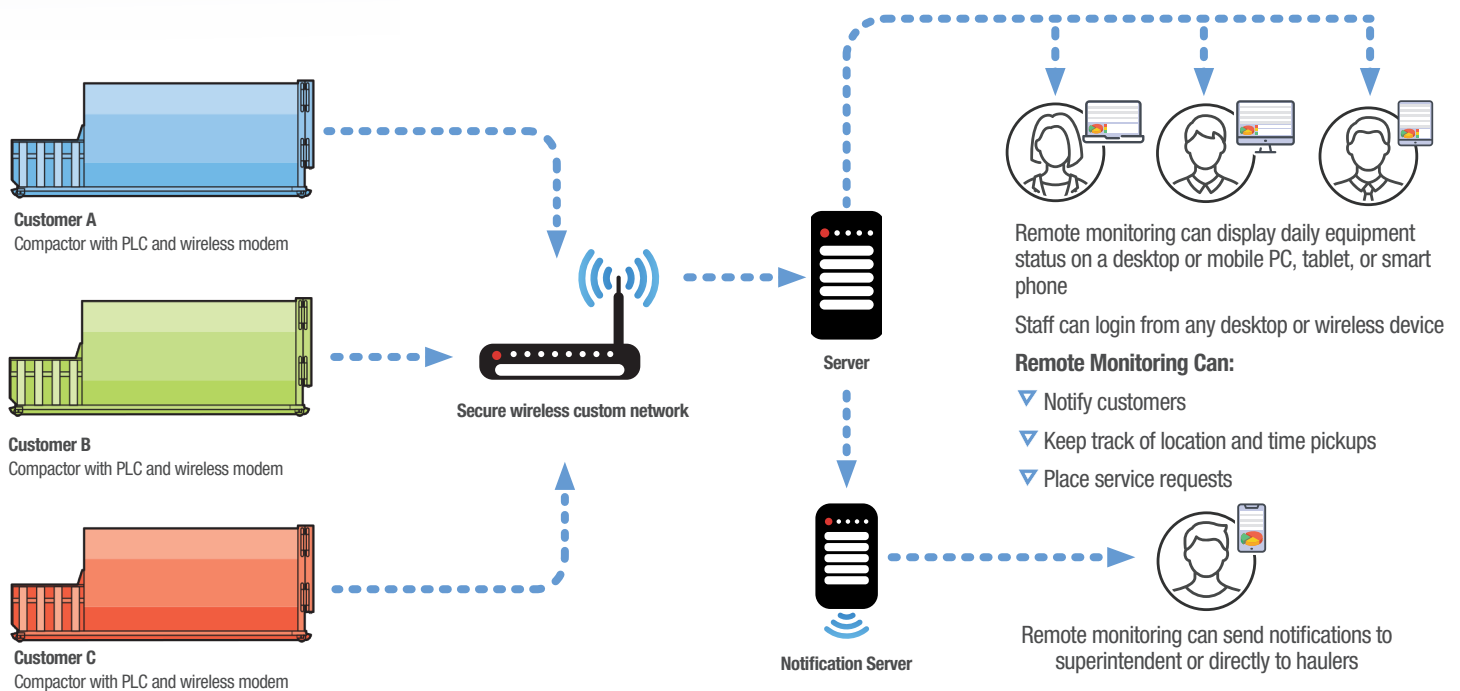 Customer A
Compactor with PLC and wireless modem
Customer B
Compactor with PLC and wireless modem
Customer C
Compactor with PLC and wireless modem
Secure wireless custom network
Server
Notification Server
Remote monitoring can display daily equipment
status on a desktop or mobile PC, tablet, or smart
phone
Staff can login from any desktop or wireless device
Remote Monitoring Can:
Notify customers
Keep track of location and time pickups
Place service requests
Remote monitoring can send notifications to
superintendent or directly to haulers